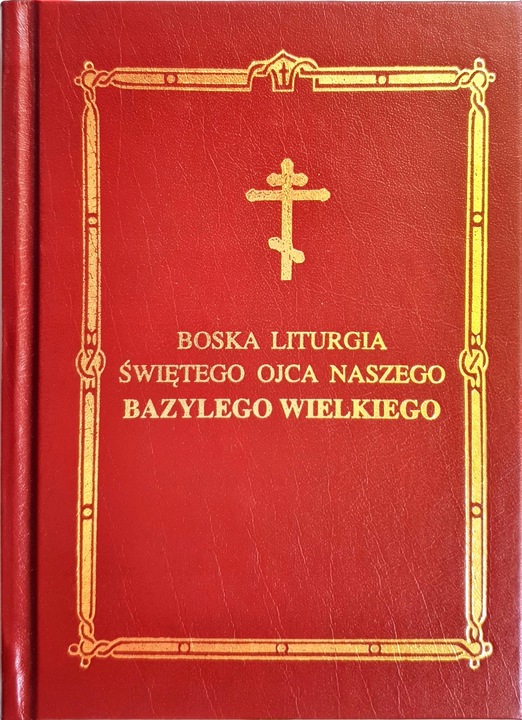 BOSKA LITURGIA
ŚWIĘTEGO OJCA NASZEGO
BAZYLEGO WIELKIEGO